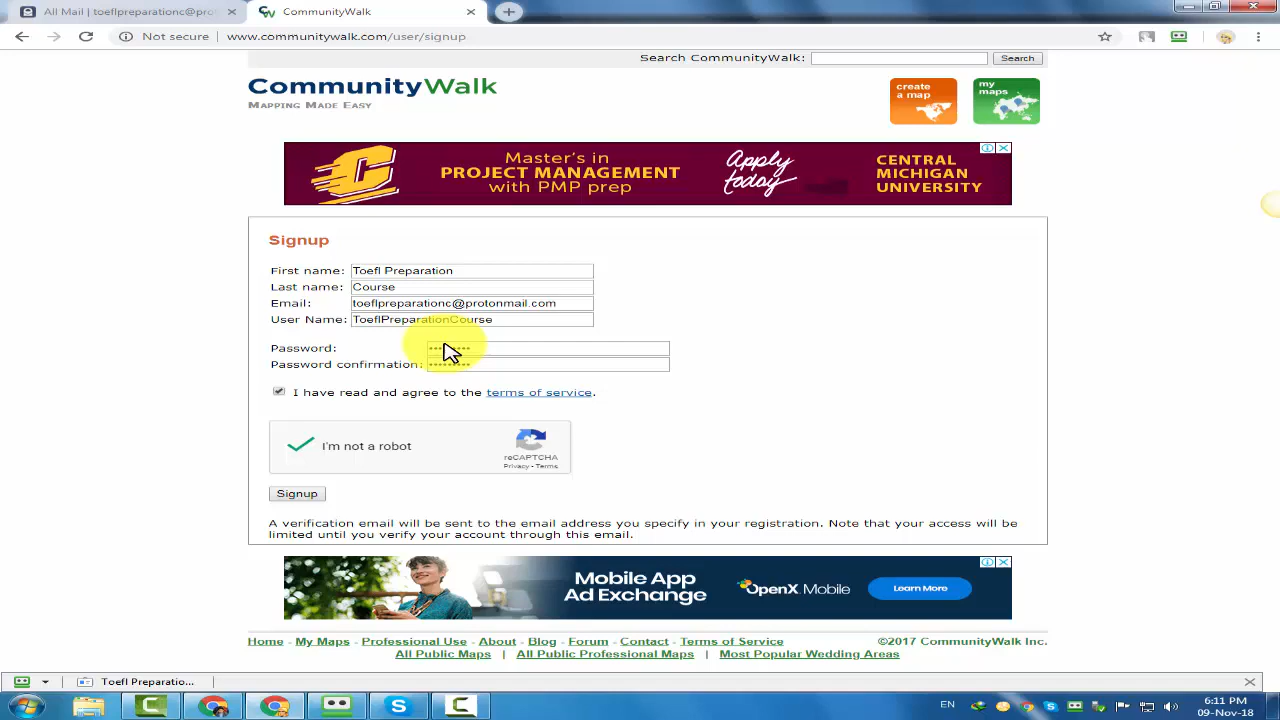 All Mail | toeflpreparationc@prot
CommunityWalk
Not secure
www.communitywalk.com/user/signup
Search CommunityWalk:
Search
CommunityWalk
Mapping Made Easy
create
a map
my
maps
Master's in
PROJECT MANAGEMENT
with PMP prep
Apply
today
CENTRAL
MICHIGAN
UNIVERSITY
Signup
First name: Toefl Preparation
Last name: Course
Email: toeflpreparationc@protonmail.com
User Name: ToeflPreparationCourse
Password:
Password confirmation:
I have read and agree to the terms of service.
I'm not a robot
reCAPTCHA
Privacy - Terms
Signup
A verification email will be sent to the email address you specify in your registration. Note that your access will be
limited until you verify your account through this email.
Mobile App
Ad Exchange
OpenX Mobile
Learn More
Home - My Maps - Professional Use - About - Blog - Forum - Contact - Terms of Service
©2017 CommunityWalk Inc.
All Public Maps | All Public Professional Maps | Most Popular Wedding Areas
Toefl Preparatio...
EN
6:11 PM
09-Nov-18